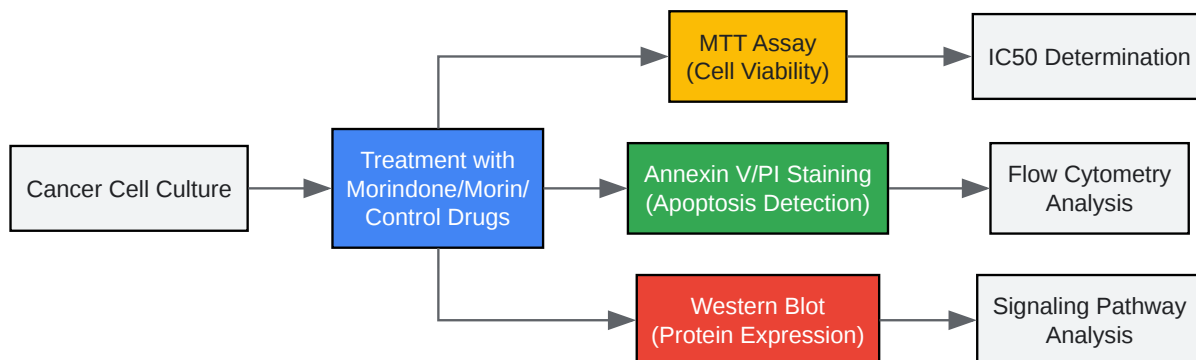 Cancer Cell Culture
Treatment with
Morindone/Morin/
Control Drugs
MTT Assay
(Cell Viability)
IC50 Determination
Annexin V/PI Staining
(Apoptosis Detection)
Flow Cytometry
Analysis
Western Blot
(Protein Expression)
Signaling Pathway
Analysis